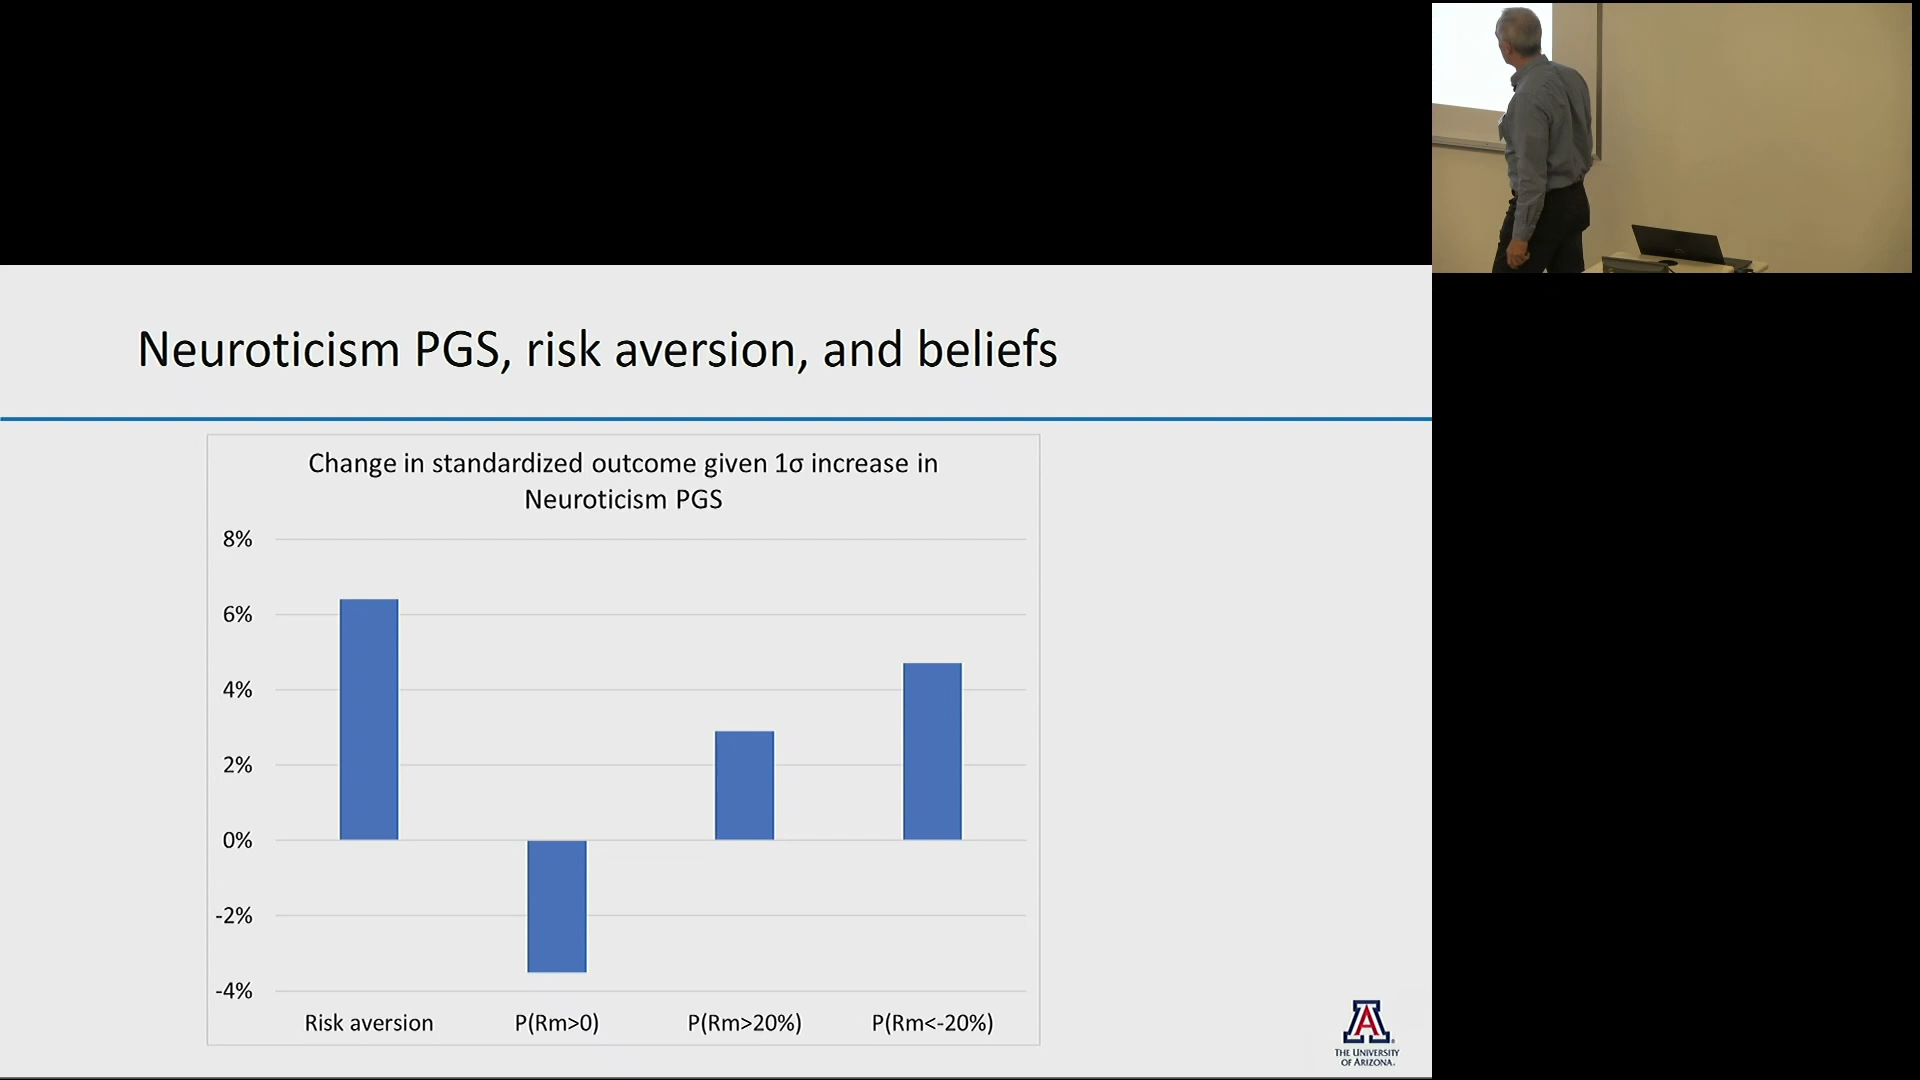 Neuroticism PGS, risk aversion, and beliefs
Change in standardized outcome given 1σ increase in
Neuroticism PGS
8%
6%
4%
2%
0%
-2%
-4%
Risk aversion P(Rm>0) P(Rm>20%) P(Rm<-20%)
A
THE UNIVERSITY
OF ARIZONA.